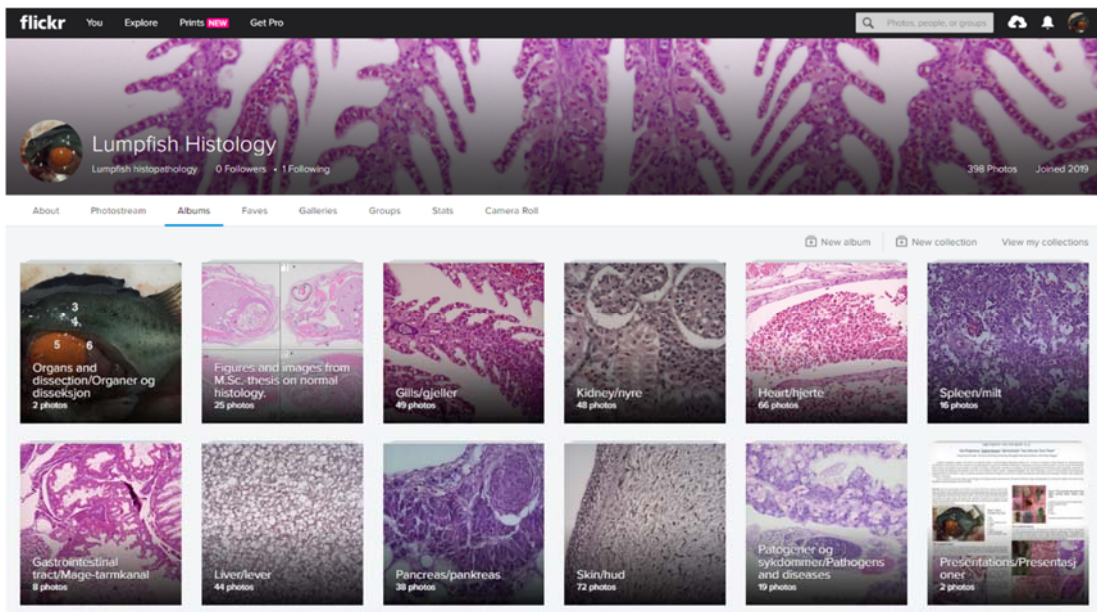 flickr You Explore Prints NEW Get Pro Photos, people, or groups
Lumpfish Histology
Lumpfish histopathology 0 Followers • 1 Following 398 Photos Joined 2019
About Photostream Albums Faves Galleries Groups Stats Camera Roll
New album New collection View my collections
3
4
5 6
Organs and
dissection/Organer og
disseksjon
2 photos
Figures and images from
M.Sc. thesis on normal
histology.
25 photos
Gills/gjeller
49 photos
Kidney/nyre
48 photos
Heart/hjerte
66 photos
Spleen/milt
16 photos
Gastrointestinal
tract/Mage-tarmkanal
8 photos
Liver/lever
44 photos
Pancreas/pankreas
38 photos
Skin/hud
72 photos
Patogener og
sykdommer/Pathogens
and diseases
19 photos
Presentations/Presentasj
oner
2 photos